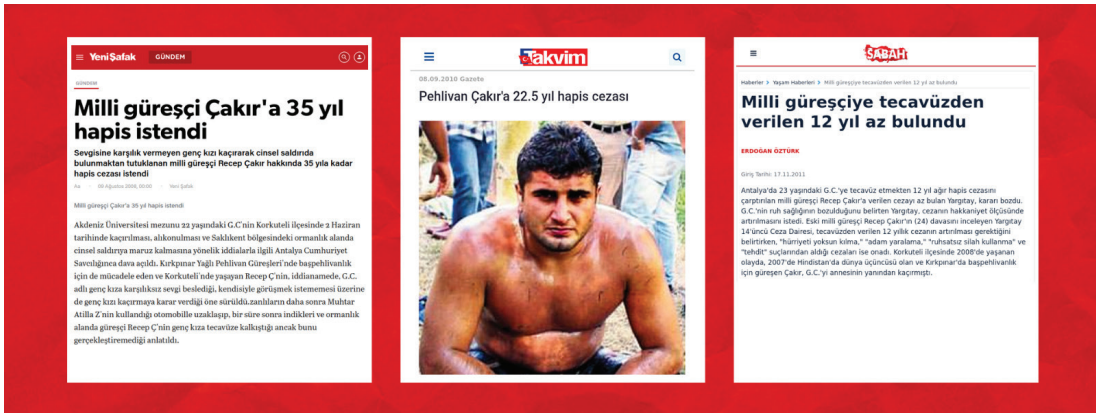 YeniŞafak GÜNDEM
GÜNDEM
Milli güreşçi Çakır'a 35 yıl
hapis istendi
Sevgisine karşılık vermeyen genç kızı kaçırarak cinsel saldırıda
bulunmaktan tutuklanan milli güreşçi Recep Çakır hakkında 35 yıla kadar
hapis cezası istendi
Aa - 06 Ağustos 2008, 00:00 - Yeni Şafak
Milli güreşçi Çakır'a 35 yıl hapis istendi
Akdeniz Üniversitesi mezunu 22 yaşındaki G.C'nin Korkuteli ilçesinde 2 Haziran
tarihinde kaçırılması, alıkonulması ve Saklıkent bölgesindeki ormanlık alanda
cinsel saldırıya maruz kalmasına yönelik iddialarla ilgili Antalya Cumhuriyet
Savcılığınca dava açıldı. Kırkpınar Yağlı Pehlivan Güreşleri'nde başpehlivanlık
için de mücadele eden ve Korkuteli'nde yaşayan Recep Ç'nin, iddianamede, G.C.
adlı genç kıza karşılıksız sevgi beslediği, kendisiyle görüşmek istememesi üzerine
de genç kızı kaçırmaya karar verdiği öne sürüldü.zanlıların daha sonra Muhtar
Atilla Z'nin kullandığı otomobille uzaklaşıp, bir süre sonra indikleri ve ormanlık
alanda güreşçi Recep Ç'nin genç kıza tecavüze kalkıştığı ancak bunu
gerçekleştiremediği anlatıldı.
Takvim
08.09.2010 Gazete
Pehlivan Çakır'a 22.5 yıl hapis cezası
SABAH
Haberler > Yaşam Haberleri > Milli güreşçiye tecavüzden verilen 12 yıl az bulundu
Milli güreşçiye tecavüzden
verilen 12 yıl az bulundu
ERDOĞAN ÖZTÜRK
Giriş Tarihi: 17.11.2011
Antalya'da 23 yaşındaki G.C.'ye tecavüz etmekten 12 yıl ağır hapis cezasını
çarptırılan milli güreşçi Recep Çakır'a verilen cezayı az bulan Yargıtay, kararı bozdu.
G.C.'nin ruh sağlığının bozulduğunu belirten Yargıtay, cezanın hakkaniyet ölçüsünde
artırılmasını istedi. Eski milli güreşçi Recep Çakır'ın (24) davasını inceleyen Yargıtay
14'üncü Ceza Dairesi, tecavüzden verilen 12 yıllık cezanın artırılması gerektiğini
belirtirken, "hürriyeti yoksun kılma," "adam yaralama," "ruhsatsız silah kullanma" ve
"tehdit" suçlarından aldığı cezaları ise onadı. Korkuteli ilçesinde 2008'de yaşanan
olayda, 2007'de Hindistan'da dünya üçüncüsü olan ve Kırkpınar'da başpehlivanlık
için güreşen Çakır, G.C.'yi annesinin yanından kaçırmıştı.